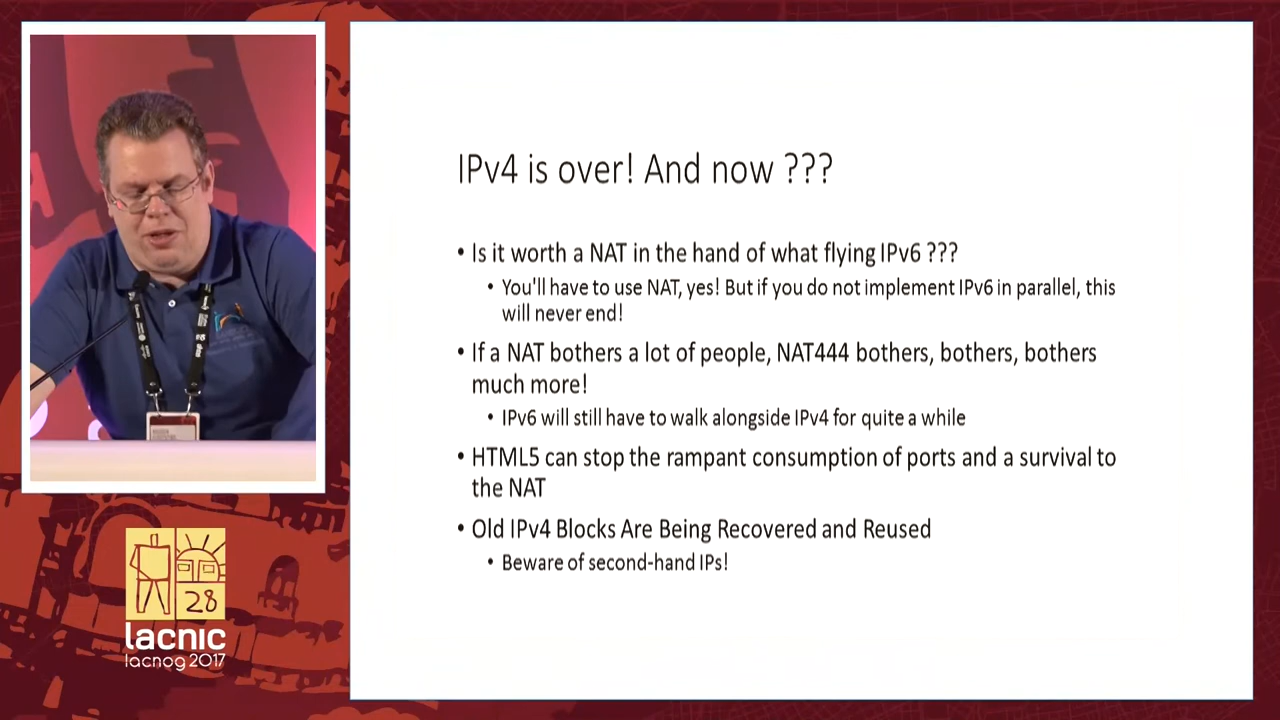 IPv4 is over! And now ???
• Is it worth a NAT in the hand of what flying IPv6 ???
• You'll have to use NAT, yes! But if you do not implement IPv6 in parallel, this
will never end!
• If a NAT bothers a lot of people, NAT444 bothers, bothers, bothers
much more!
• IPv6 will still have to walk alongside IPv4 for quite a while
• HTML5 can stop the rampant consumption of ports and a survival to
the NAT
• Old IPv4 Blocks Are Being Recovered and Reused
• Beware of second-hand IPs!
28
lacnic
lacnog 2017